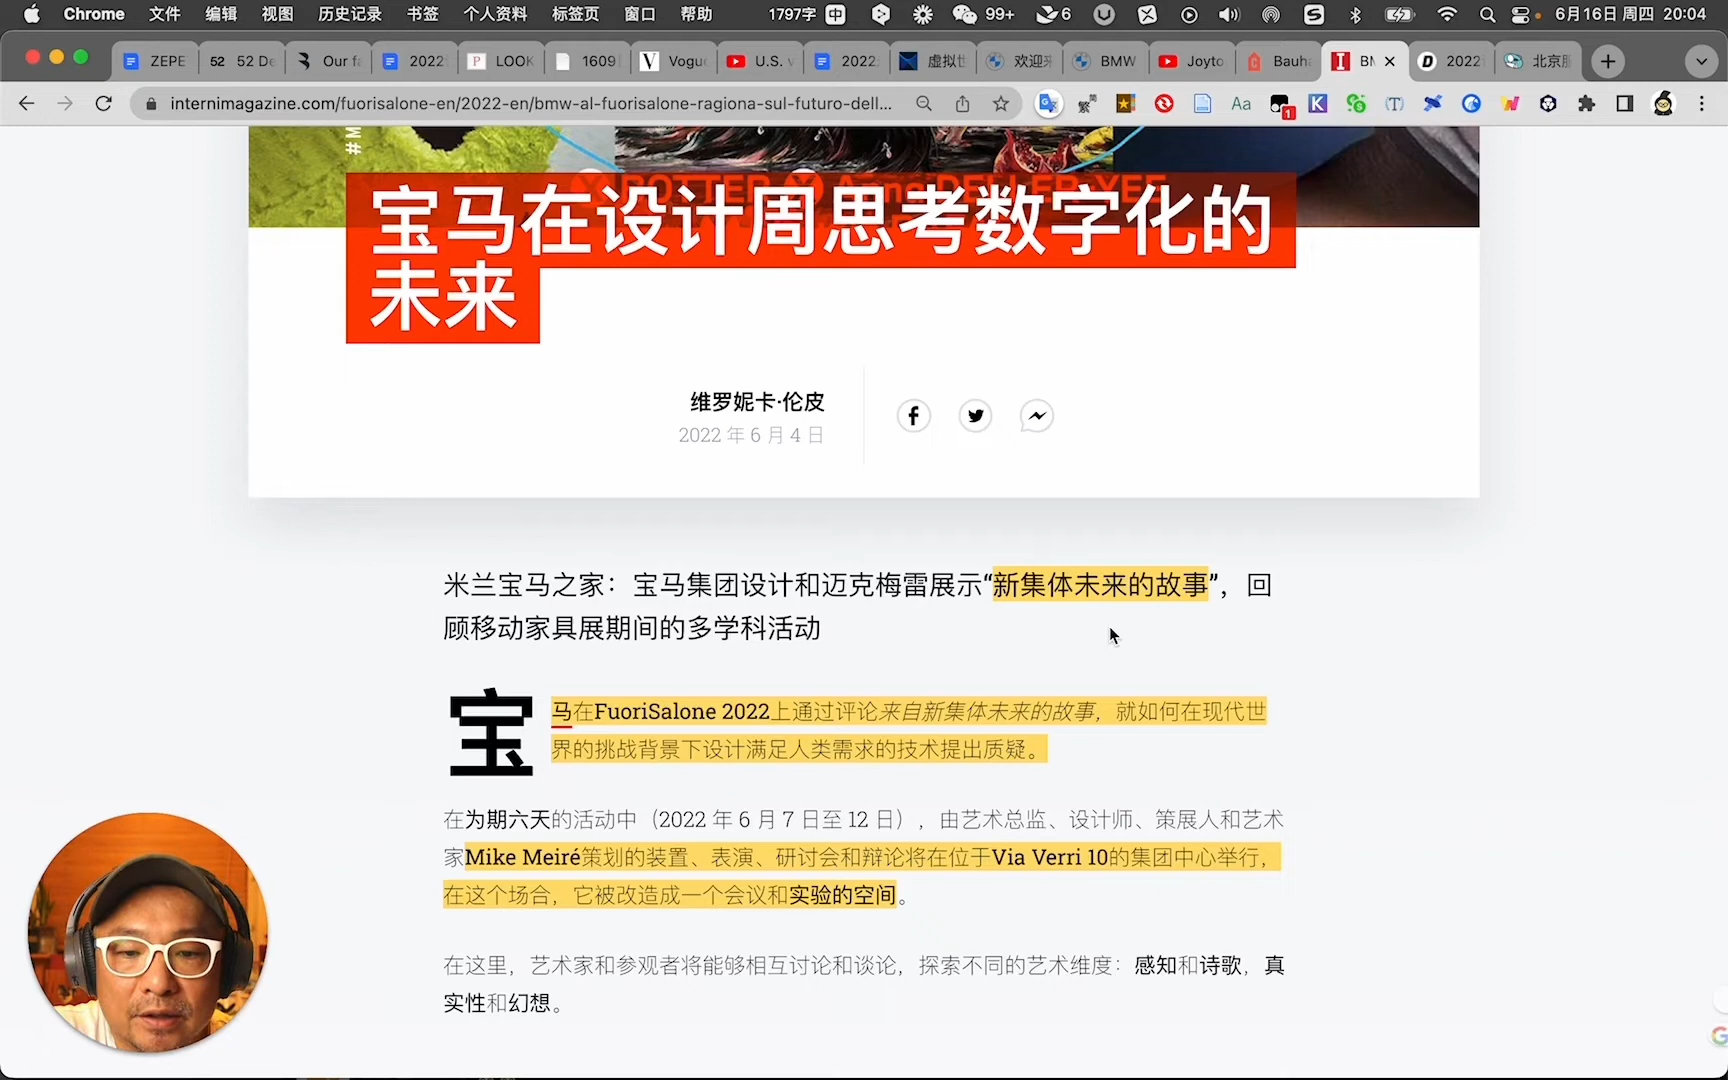 Chrome 文件 编辑 视图 历史记录 书签 个人资料 标签页 窗口 帮助 1797字 中 99+ 6 6月16日 周四 20:04
ZEPE 52 52 De Our fa 2022 P LOOK 1609 V Vogu U.S. v 2022 虚拟世 欢迎来 BMW Joyto Bauh BM 2022 北京服
internimagazine.com/fuorisalone-en/2022-en/bmw-al-fuorisalone-ragiona-sul-futuro-dell... 繁 简 Aa 1 K T
#M
POTTER Anna DELLER-YEE
宝马在设计周思考数字化的
未来
维罗妮卡·伦皮
2022 年 6 月 4 日
米兰宝马之家：宝马集团设计和迈克梅雷展示“新集体未来的故事”，回
顾移动家具展期间的多学科活动
宝马在FuoriSalone 2022上通过评论来自新集体未来的故事，就如何在现代世
界的挑战背景下设计满足人类需求的技术提出质疑。
在为期六天的活动中（2022 年 6 月 7 日至 12 日），由艺术总监、设计师、策展人和艺术
家Mike Meiré策划的装置、表演、研讨会和辩论将在位于Via Verri 10的集团中心举行，
在这个场合，它被改造成一个会议和实验的空间。
在这里，艺术家和参观者将能够相互讨论和谈论，探索不同的艺术维度：感知和诗歌，真
实性和幻想。